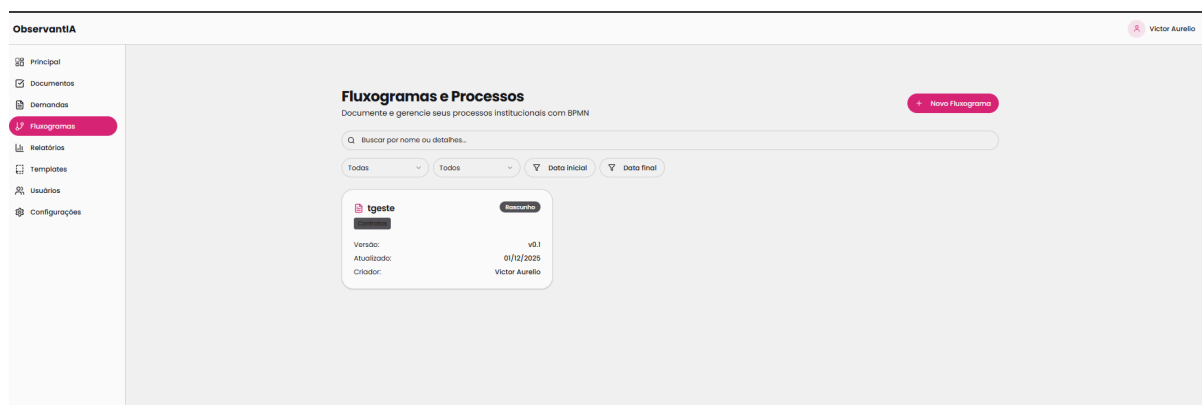 ObservantIA
Victor Aurelio
Principal
Documentos
Demandas
Fluxogramas
Relatórios
Templates
Usuários
Configurações
Fluxogramas e Processos
Documente e gerencie seus processos institucionais com BPMN
+ Novo Fluxograma
Buscar por nome ou detalhes...
Todas
Todos
Data inicial
Data final
tgeste
Rascunho
Contratos
Versão: v0.1
Atualizado: 01/12/2025
Criador: Victor Aurelio